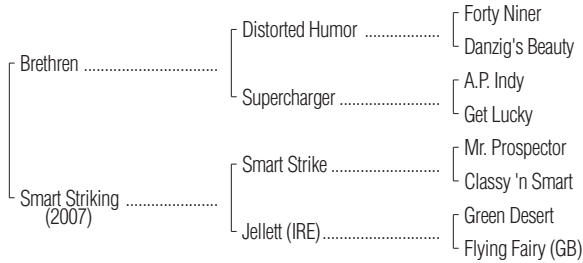 Forty Niner
Distorted Humor ..................
Danzig's Beauty
Brethren ................................
A.P. Indy
Supercharger ........................
Get Lucky
Mr. Prospector
Smart Strike ..........................
Classy 'n Smart
Smart Striking ......................
(2007)
Green Desert
Jellett (IRE)............................
Flying Fairy (GB)